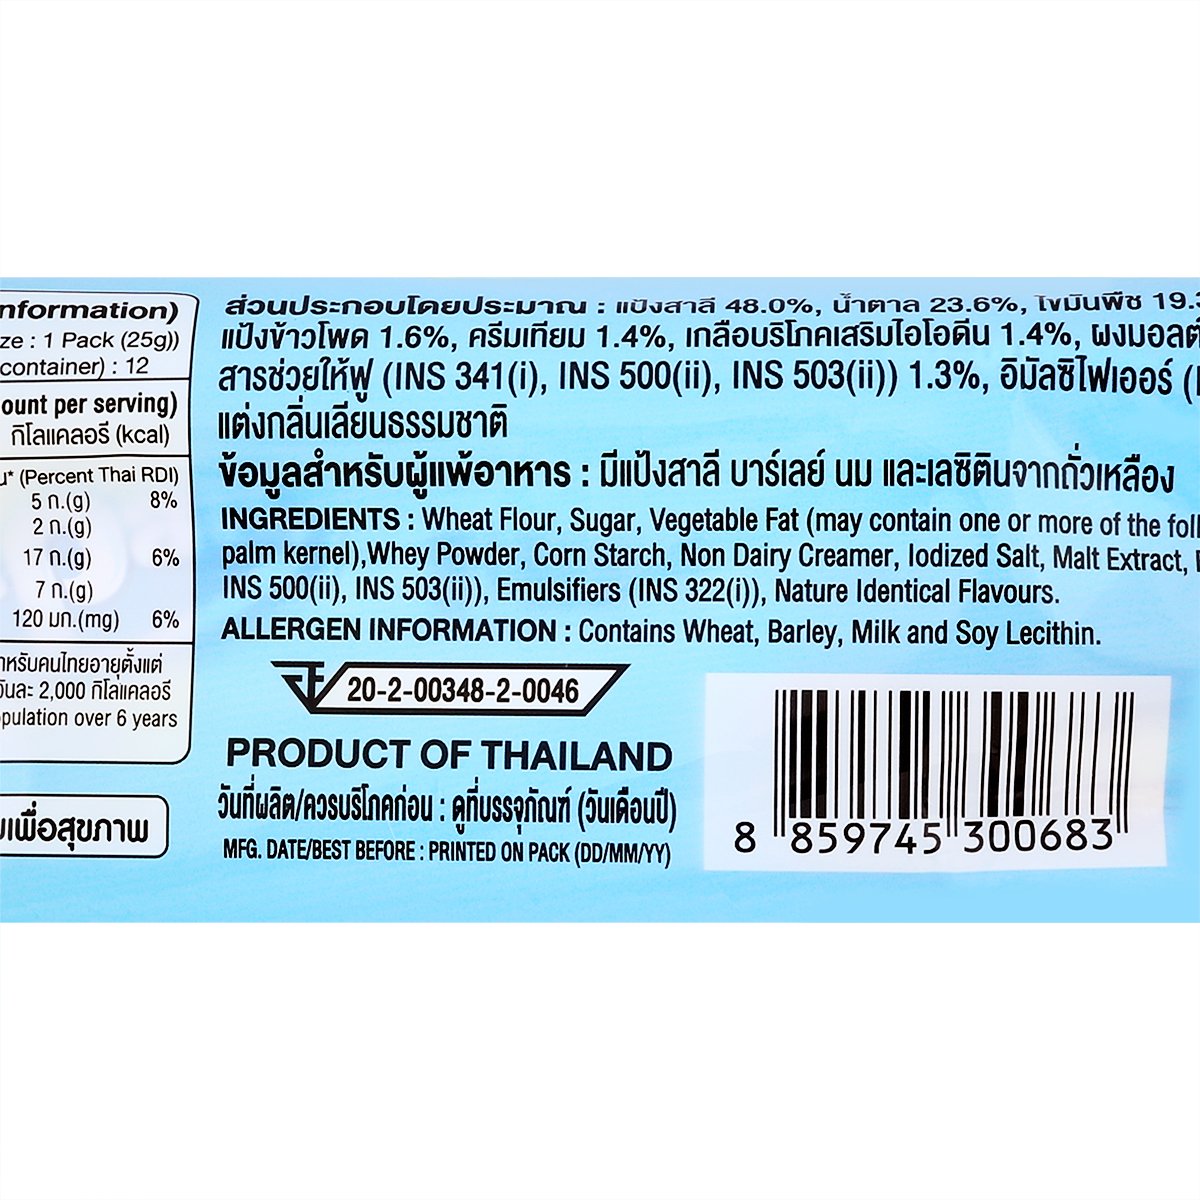 nformation)
ze : 1 Pack (25g))
container) : 12
ount per serving)
กิโลแคลอรี (kcal)
* (Percent Thai RDI)
5 ก.(g) 8%
2 ก.(g)
17 ก.(g) 6%
7 ก.(g)
120 มก.(mg) 6%
าหรับคนไทยอายุตั้งแต่
วันละ 2,000 กิโลแคลอรี
pulation over 6 years
เพื่อสุขภาพ
ส่วนประกอบโดยประมาณ : แป้งสาลี 48.0%, น้ำตาล 23.6%, ไขมันพืช 19.
แป้งข้าวโพด 1.6%, ครีมเทียม 1.4%, เกลือบริโภคเสริมไอโอดีน 1.4%, ผงมอลต์
สารช่วยให้ฟู (INS 341(i), INS 500(ii), INS 503(ii)) 1.3%, อิมัลซิไฟเออร์ (
แต่งกลิ่นเลียนธรรมชาติ
ข้อมูลสำหรับผู้แพ้อาหาร : มีแป้งสาลี บาร์เลย์ นม และเลซิตินจากถั่วเหลือง
INGREDIENTS : Wheat Flour, Sugar, Vegetable Fat (may contain one or more of the fol
palm kernel),Whey Powder, Corn Starch, Non Dairy Creamer, Iodized Salt, Malt Extract,
INS 500(ii), INS 503(ii)), Emulsifiers (INS 322(i)), Nature Identical Flavours.
ALLERGEN INFORMATION : Contains Wheat, Barley, Milk and Soy Lecithin.
20-2-00348-2-0046
PRODUCT OF THAILAND
วันที่ผลิต/ควรบริโภคก่อน : ดูที่บรรจุภัณฑ์ (วันเดือนปี)
MFG. DATE/BEST BEFORE : PRINTED ON PACK (DD/MM/YY)
8 859745 300683